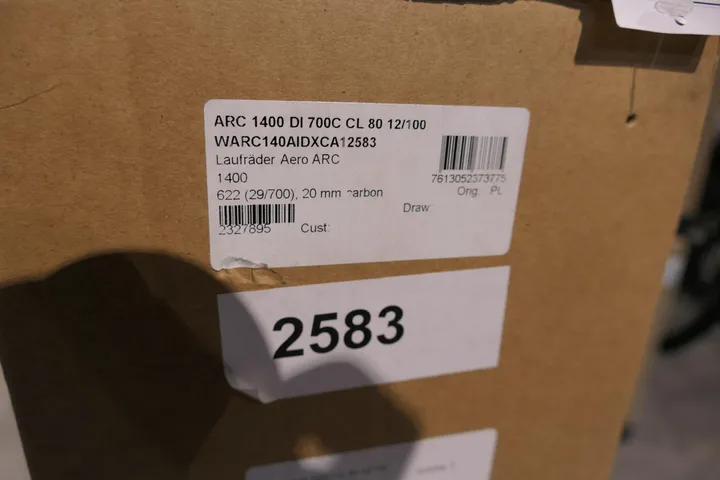 ARC 1400 DI 700C CL 80 12/100
WARC140AIDXCA12583
Laufräder Aero ARC
1400
622 (29/700), 20 mm carbon
7613052373775
Orig. PL
Draw:
2327895
Cust:
2583